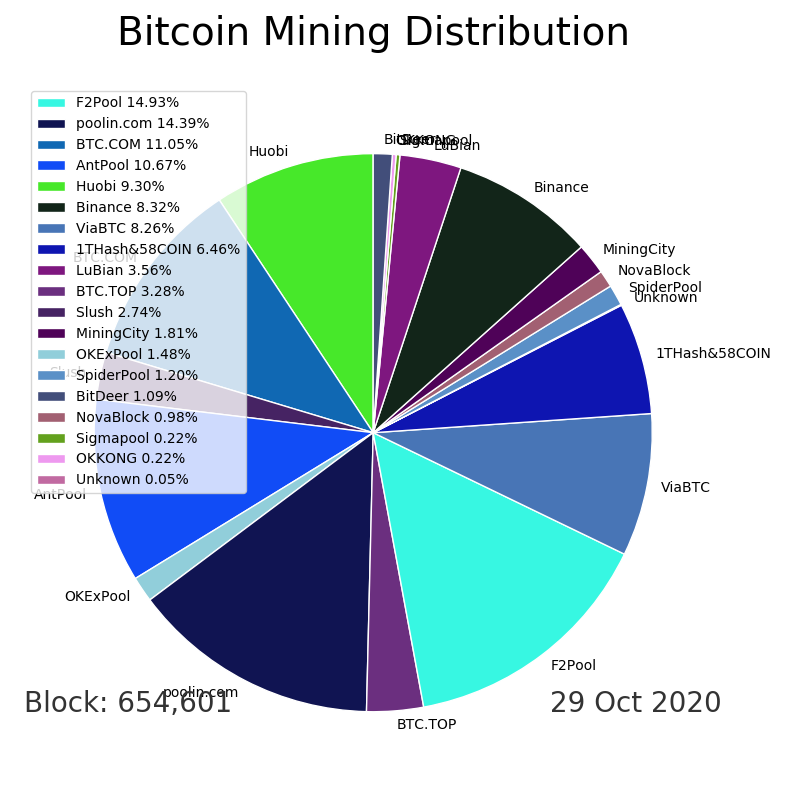 Bitcoin Mining Distribution
F2Pool 14.93%
poolin.com 14.39%
BTC.COM 11.05%
AntPool 10.67%
Huobi 9.30%
Binance 8.32%
ViaBTC 8.26%
1THash&58COIN 6.46%
LuBian 3.56%
BTC.TOP 3.28%
Slush 2.74%
MiningCity 1.81%
OKExPool 1.48%
SpiderPool 1.20%
BitDeer 1.09%
NovaBlock 0.98%
Sigmapool 0.22%
OKKONG 0.22%
Unknown 0.05%
BitDeer
OKKONG
Sigmapool
LuBian
Huobi
Binance
MiningCity
BTC.COM
NovaBlock
SpiderPool
Unknown
1THash&58COIN
Slush
ViaBTC
AntPool
OKExPool
F2Pool
poolin.com
BTC.TOP
Block: 654,601
29 Oct 2020